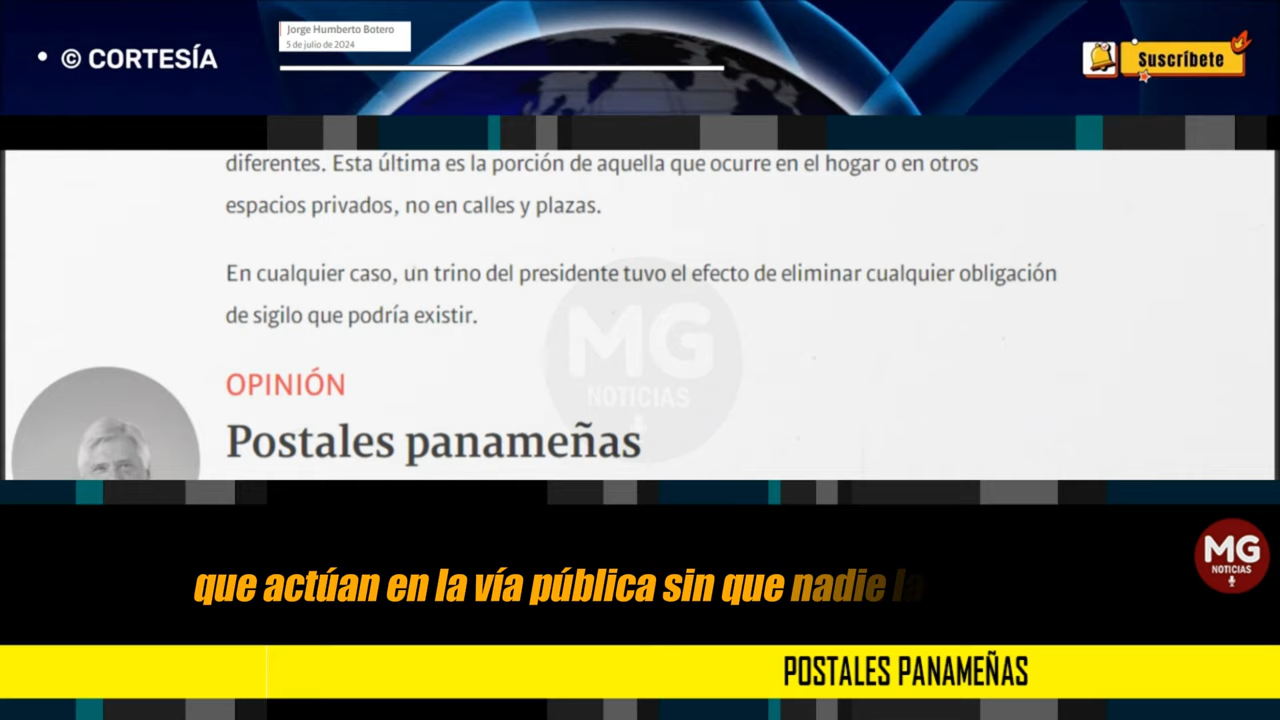 • © CORTESÍA
Jorge Humberto Botero
5 de julio de 2024
Suscríbete
diferentes. Esta última es la porción de aquella que ocurre en el hogar o en otros
espacios privados, no en calles y plazas.
En cualquier caso, un trino del presidente tuvo el efecto de eliminar cualquier obligación
de sigilo que podría existir.
MG
NOTICIAS
OPINIÓN
Postales panameñas
que actúan en la vía pública sin que nadie
MG
NOTICIAS
POSTALES PANAMEÑAS